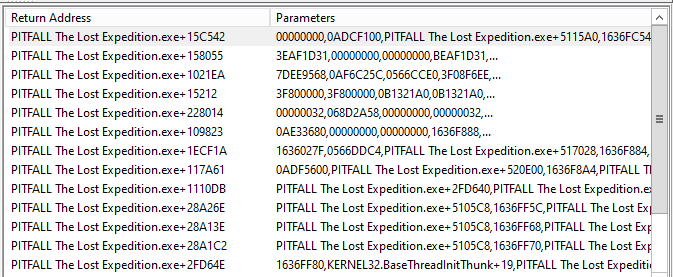 Return Address Parameters
PITFALL The Lost Expedition.exe+15C542 00000000,0ADCF100,PITFALL The Lost Expedition.exe+5115A0,1636FC54
PITFALL The Lost Expedition.exe+158055 3EAF1D31,00000000,00000000,BEAF1D31,...
PITFALL The Lost Expedition.exe+1021EA 7DEE9568,0AF6C25C,0566CCE0,3F08F6EE,...
PITFALL The Lost Expedition.exe+15212 3F800000,3F800000,0B1321A0,0B1321A0,...
PITFALL The Lost Expedition.exe+228014 00000032,068D2A58,00000000,00000032,...
PITFALL The Lost Expedition.exe+109823 0AE33680,00000000,00000000,1636F888,...
PITFALL The Lost Expedition.exe+1ECF1A 1636027F,0566DDC4,PITFALL The Lost Expedition.exe+517028,1636F884,
PITFALL The Lost Expedition.exe+117A61 0ADF5600,PITFALL The Lost Expedition.exe+520E00,1636F8A4,PITFALL Th
PITFALL The Lost Expedition.exe+1110DB PITFALL The Lost Expedition.exe+2FD640,PITFALL The Lost Expedition.ex
PITFALL The Lost Expedition.exe+28A26E PITFALL The Lost Expedition.exe+5105C8,1636FF5C,PITFALL The Lost
PITFALL The Lost Expedition.exe+28A13E PITFALL The Lost Expedition.exe+5105C8,1636FF68,PITFALL The Lost
PITFALL The Lost Expedition.exe+28A1C2 PITFALL The Lost Expedition.exe+5105C8,1636FF70,PITFALL The Lost
PITFALL The Lost Expedition.exe+2FD64E 1636FF80,KERNEL32.BaseThreadInitThunk+19,PITFALL The Lost Expedition